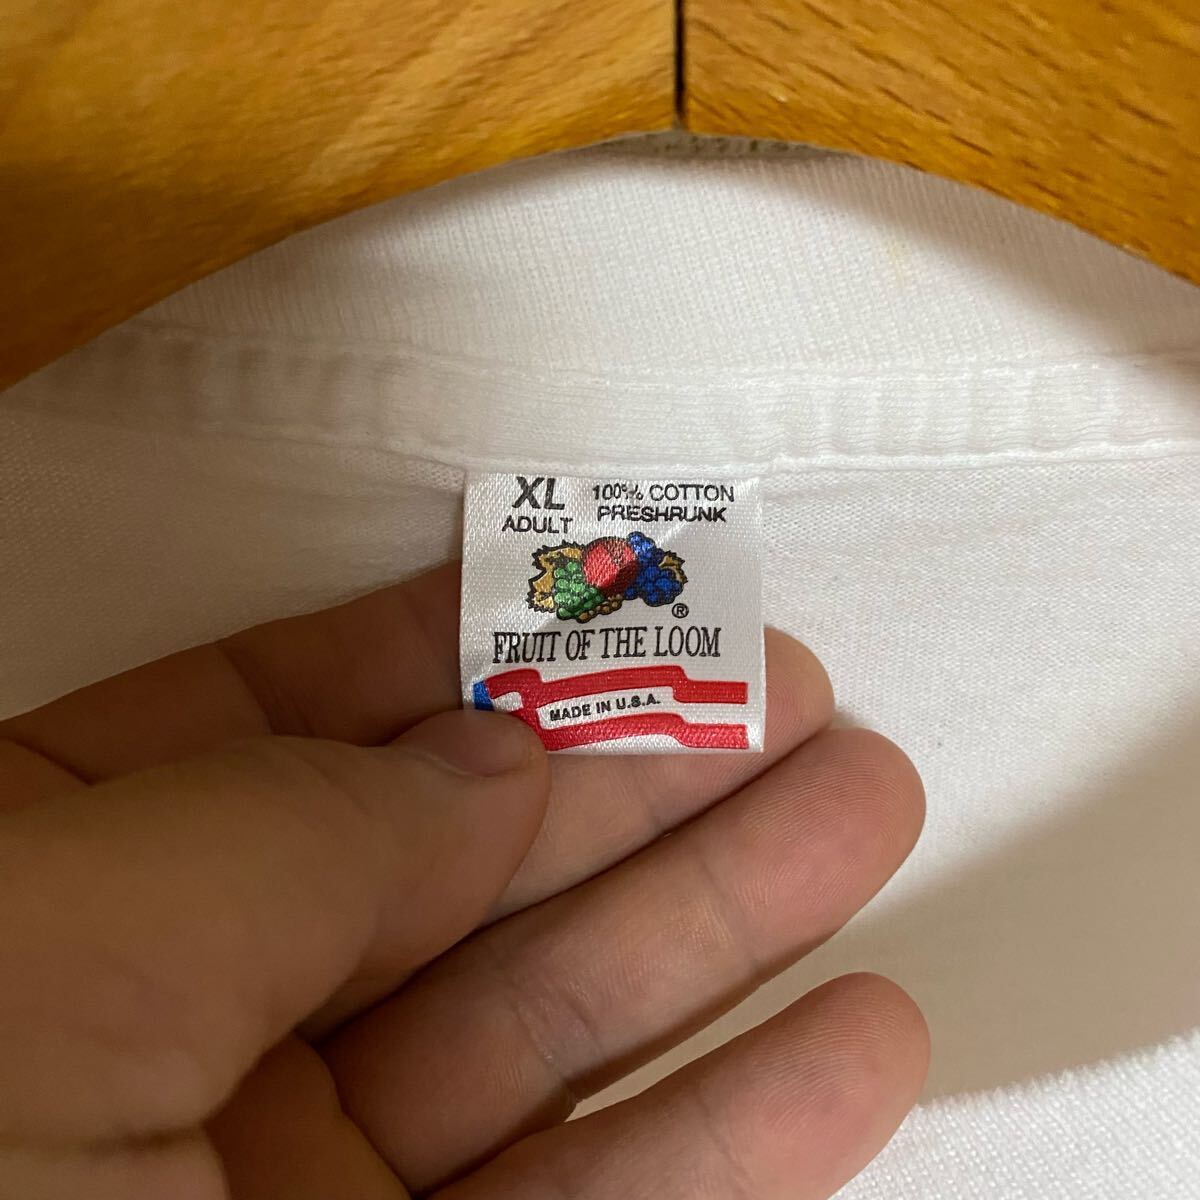 XL
ADULT
100% COTTON
PRESHRUNK
®
FRUIT OF THE LOOM
MADE IN U.S.A.